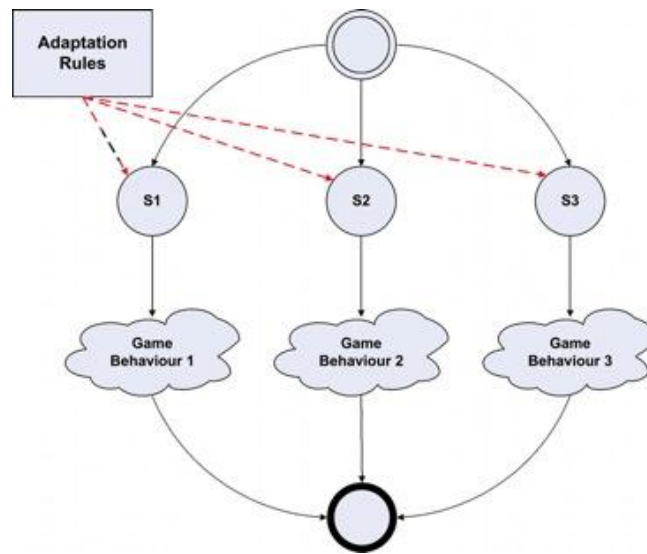 Adaptation
Rules
S1
S2
S3
Game
Behaviour 1
Game
Behaviour 2
Game
Behaviour 3